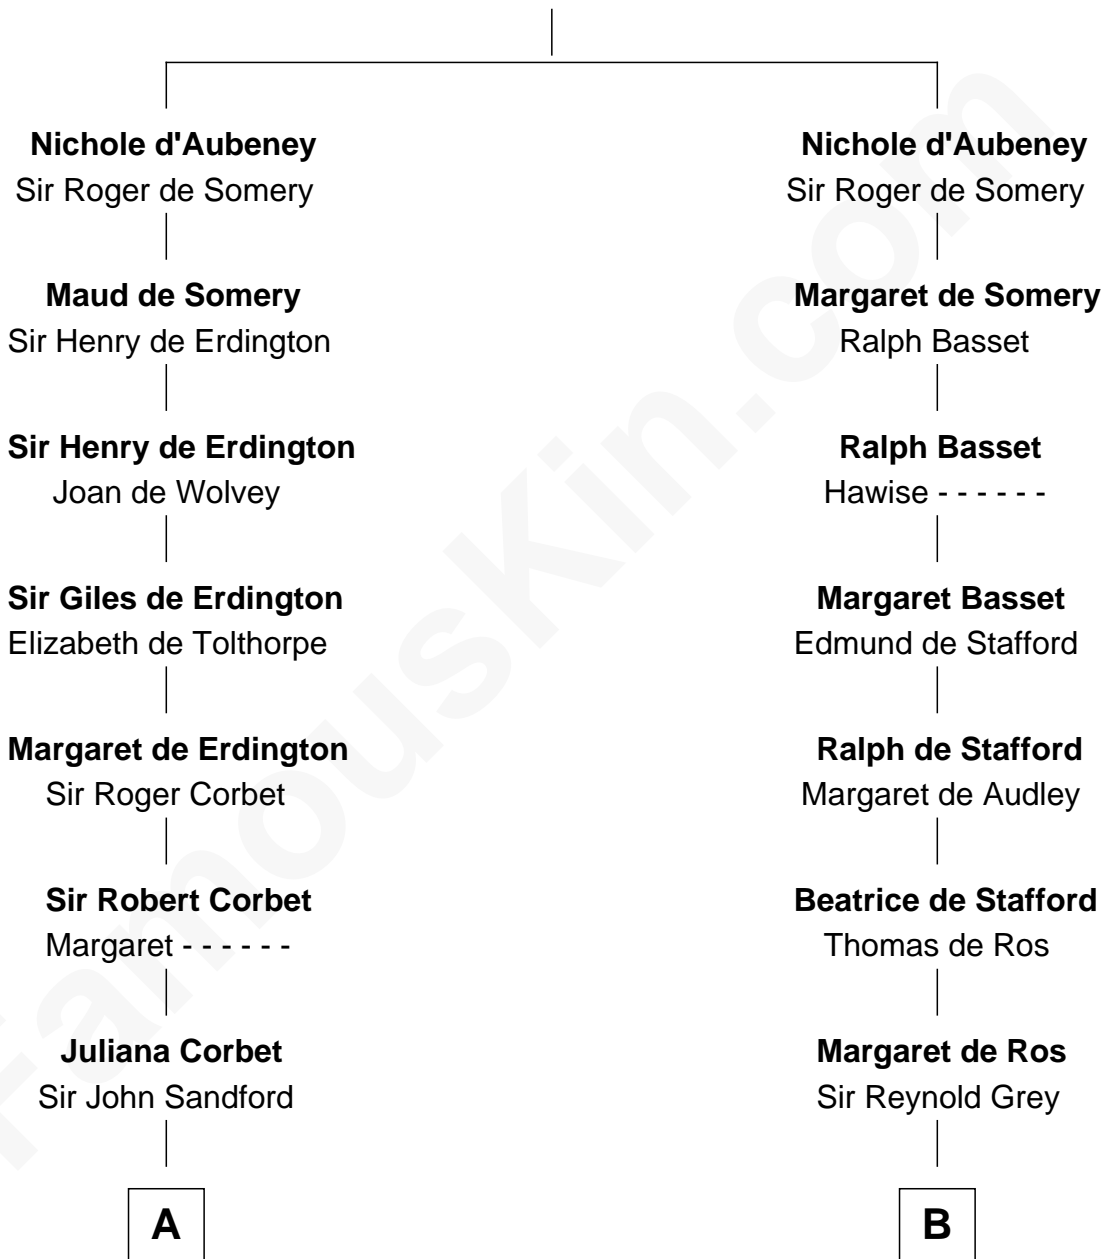 Nichole d'Aubeney
Sir Roger de Somery
Maud de Somery
Sir Henry de Erdington
Sir Henry de Erdington
Joan de Wolvey
Sir Giles de Erdington
Elizabeth de Tolthorpe
Margaret de Erdington
Sir Roger Corbet
Sir Robert Corbet
Margaret - - - - - -
Juliana Corbet
Sir John Sandford
A
Nichole d'Aubeney
Sir Roger de Somery
Margaret de Somery
Ralph Basset
Ralph Basset
Hawise - - - - - -
Margaret Basset
Edmund de Stafford
Ralph de Stafford
Margaret de Audley
Beatrice de Stafford
Thomas de Ros
Margaret de Ros
Sir Reynold Grey
B
FamousKin.com